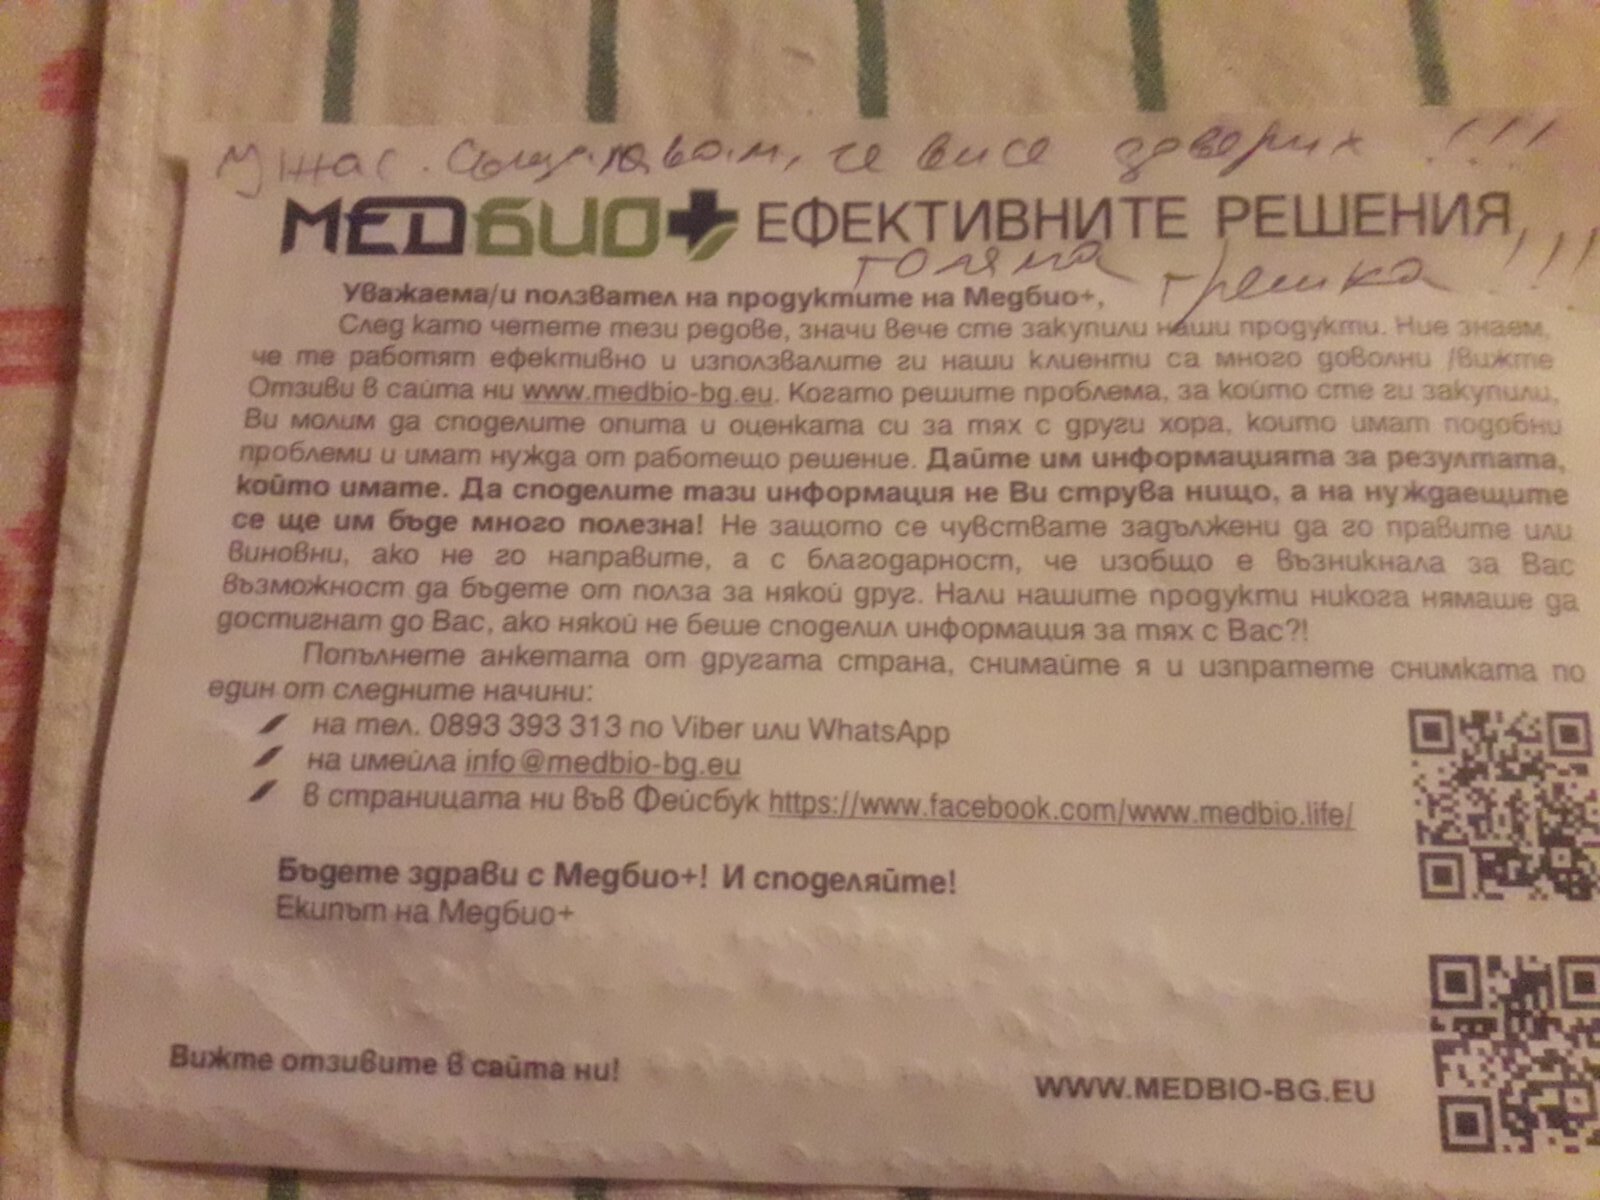 Ужас. Съжалявам, че ви се доверих !!!
МЕДБИО+ ЕФЕКТИВНИТЕ РЕШЕНИЯ
голяма грешка !!!
Уважаема/и ползвател на продуктите на Медбио+,
След като четете тези редове, значи вече сте закупили наши продукти. Ние знаем,
че те работят ефективно и използвалите ги наши клиенти са много доволни /вижте
Отзиви в сайта ни www.medbio-bg.eu. Когато решите проблема, за който сте ги закупили,
Ви молим да споделите опита и оценката си за тях с други хора, които имат подобни
проблеми и имат нужда от работещо решение. Дайте им информацията за резултата,
който имате. Да споделите тази информация не Ви струва нищо, а на нуждаещите
се ще им бъде много полезна! Не защото се чувствате задължени да го правите или
виновни, ако не го направите, а с благодарност, че изобщо е възникнала за Вас
възможност да бъдете от полза за някой друг. Нали нашите продукти никога нямаше да
достигнат до Вас, ако някой не беше споделил информация за тях с Вас?!
Попълнете анкетата от другата страна, снимайте я и изпратете снимката по
един от следните начини:
на тел. 0893 393 313 по Viber или WhatsApp
на имейла info@medbio-bg.eu
в страницата ни във Фейсбук https://www.facebook.com/www.medbio.life/
Бъдете здрави с Медбио+! И споделяйте!
Екипът на Медбио+
Вижте отзивите в сайта ни!
WWW.MEDBIO-BG.EU